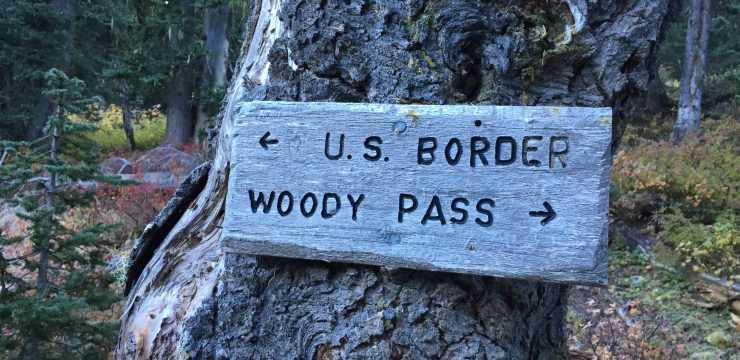 ← U.S. BORDER
WOODY PASS →